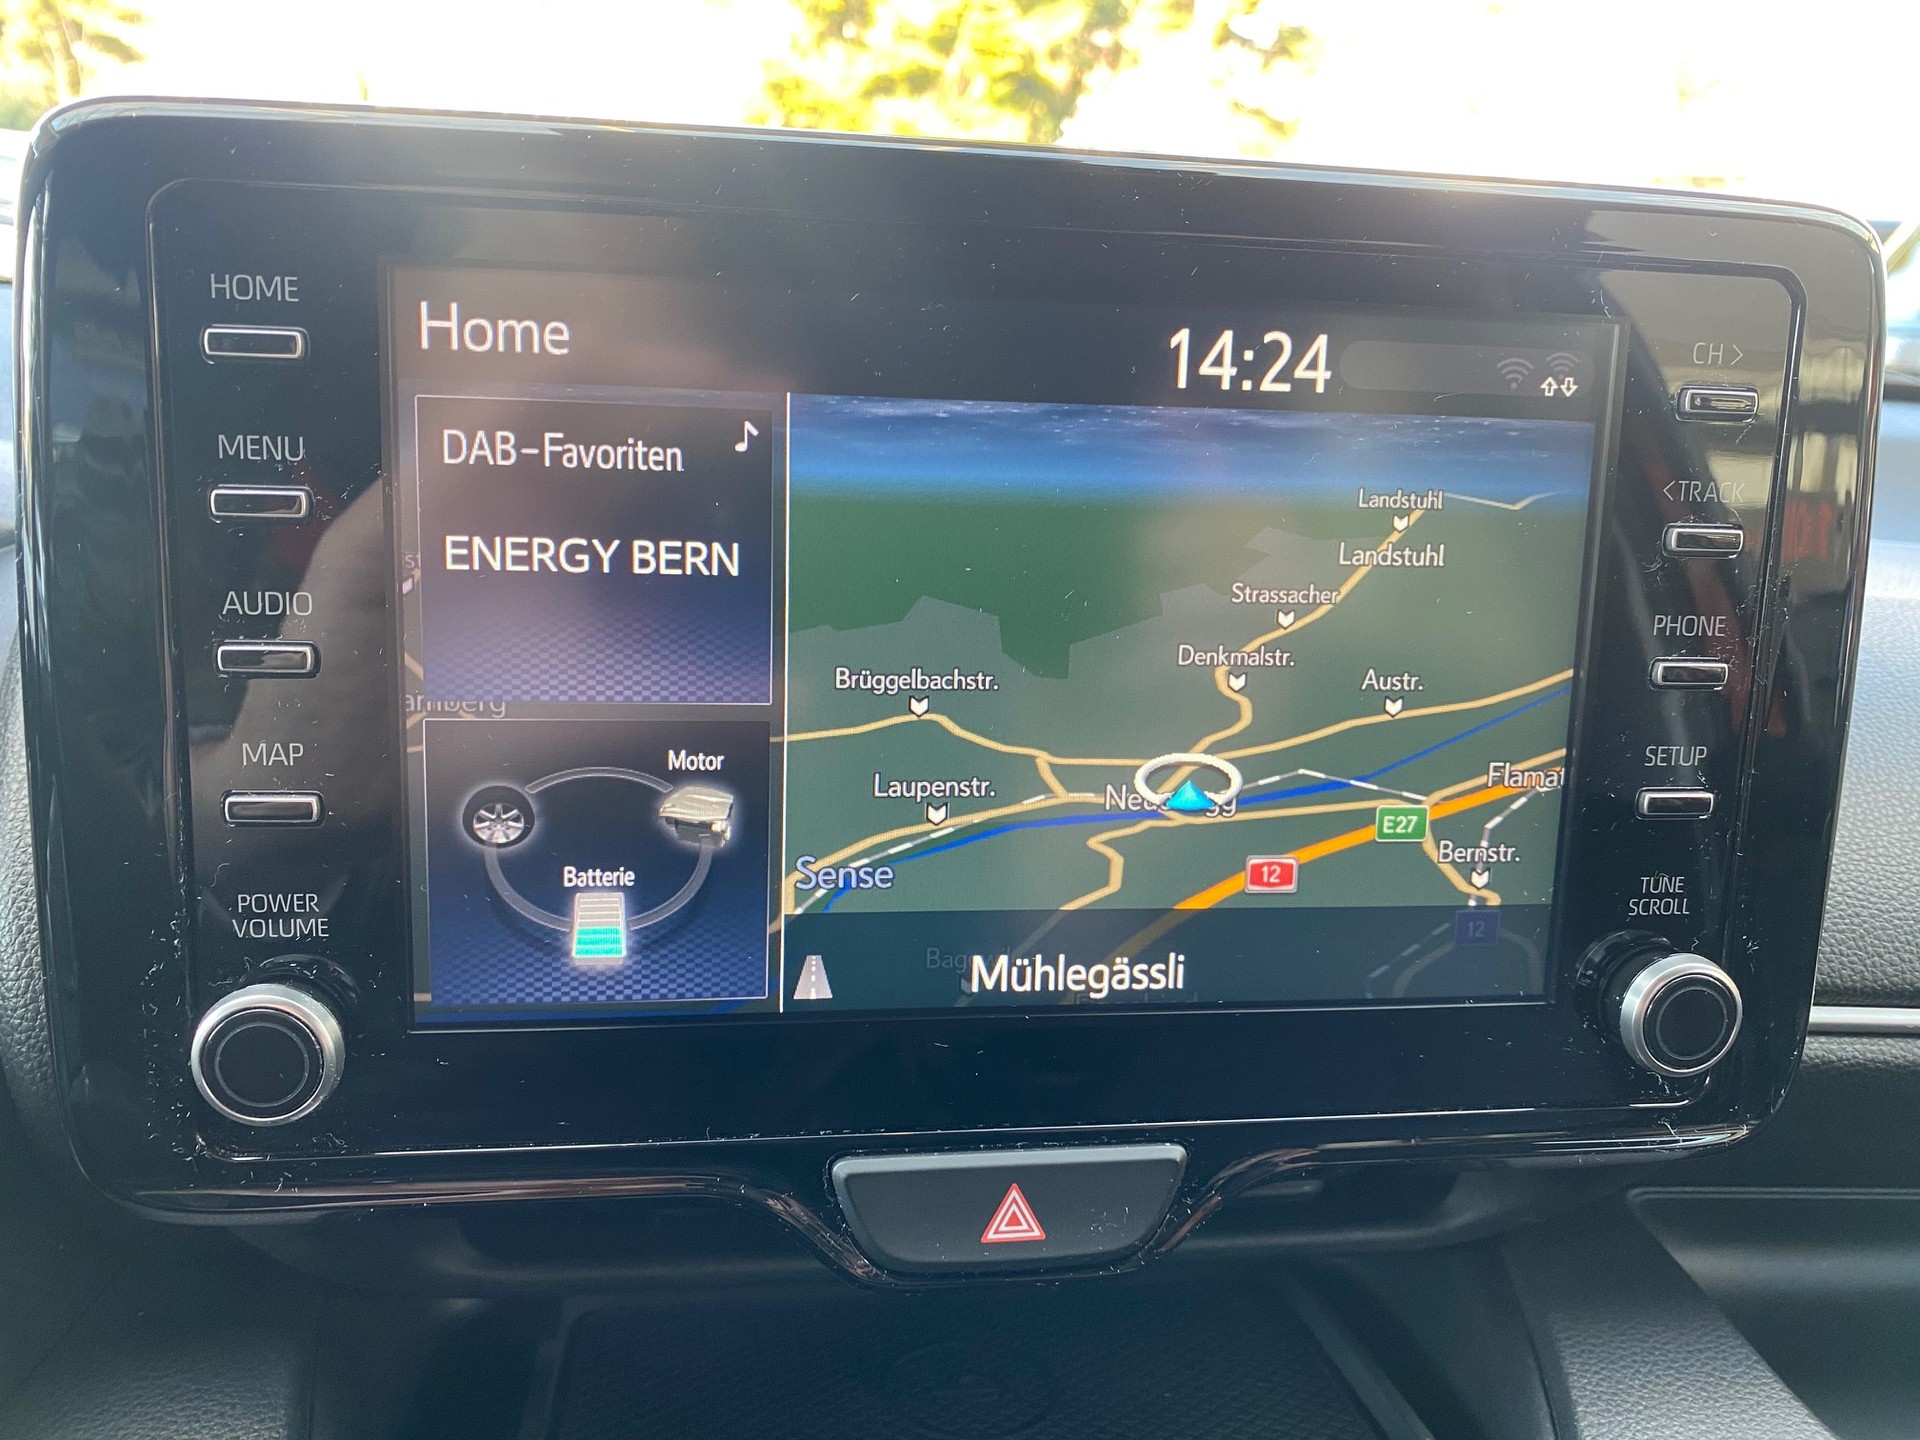 HOME
MENU
AUDIO
MAP
POWER
VOLUME
Home
14:24
DAB-Favoriten
ENERGY BERN
Motor
Batterie
Landstuhl
Landstuhl
Strassacher
Denkmalstr.
Brüggelbachstr.
Austr.
Laupenstr.
Flamat
E27
12
Bernstr.
Sense
12
Mühlegässli
CH >
< TRACK
PHONE
SETUP
TUNE
SCROLL